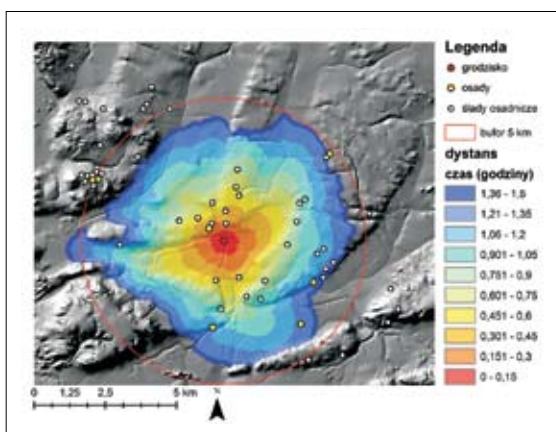 Legenda
grodzisko
osady
ślady osadnicze
bufor 5 km
dystans
czas (godziny)
1,36 - 1,5
1,21 - 1,35
1,06 - 1,2
0,901 - 1,05
0,751 - 0,9
0,601 - 0,75
0,451 - 0,6
0,301 - 0,45
0,151 - 0,3
0 - 0,15
0 1,25 2,5 5 km
N